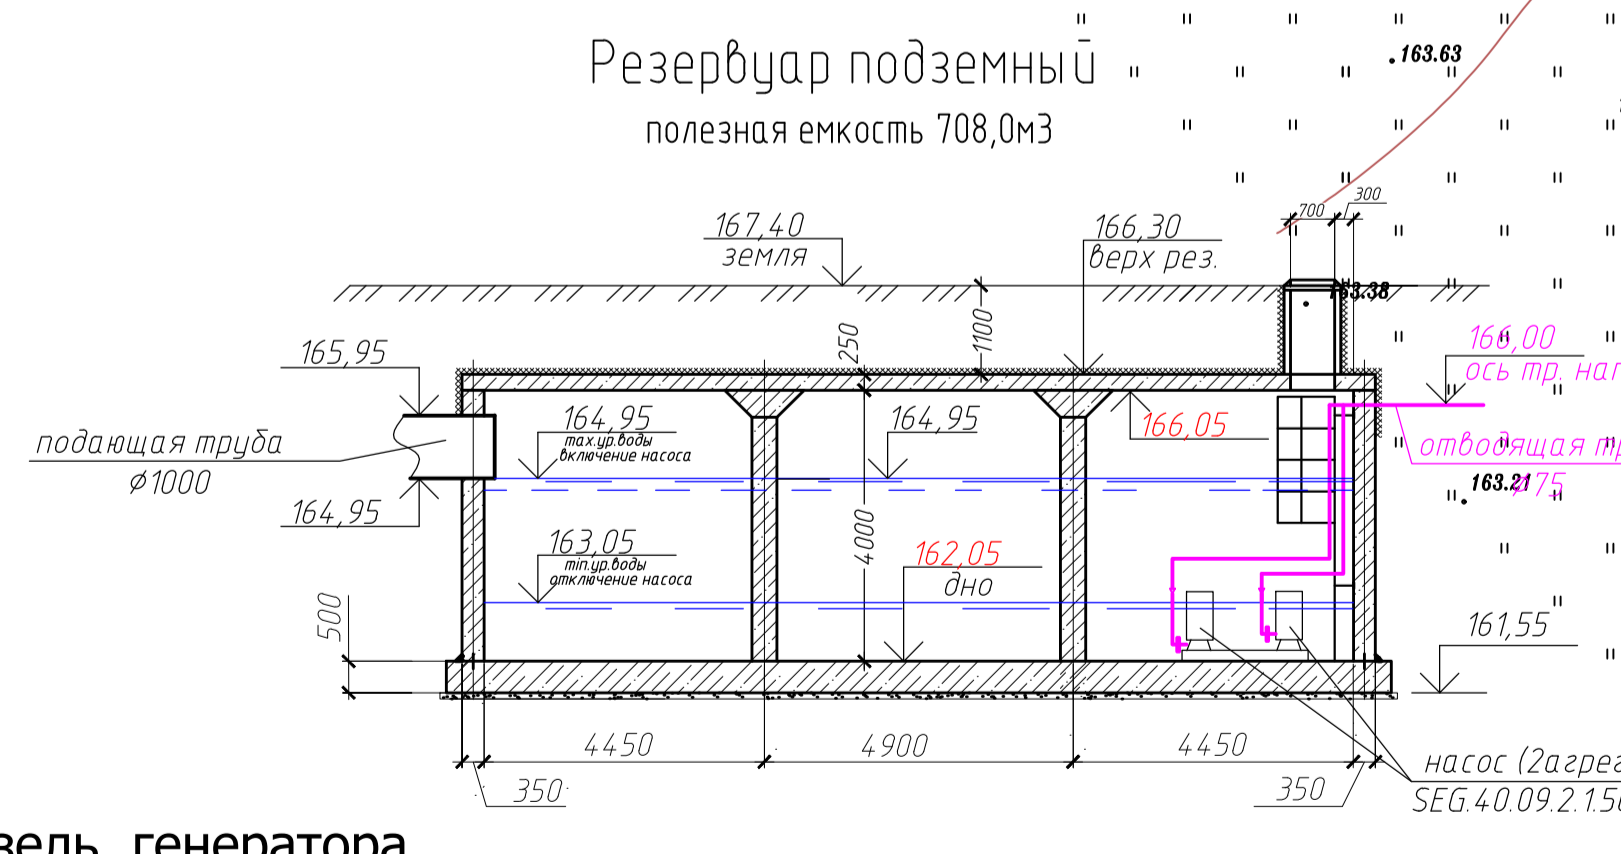 Резервуар подземный
полезная емкость 708,0м3
163.63
300
700
167,40
земля
166,30
верх рез.
163.38
250
1100
165,95
166,00
ось тр.
164,95
max.ур.воды
включение насоса
164,95
166,05
подающая труба
ø1000
отводящая
ø75
163.21
164,95
163,05
min.ур.воды
отключение насоса
4000
162,05
дно
500
161,55
4450
4900
4450
350
350
насос
SEG.40.09.2.1.
генератора